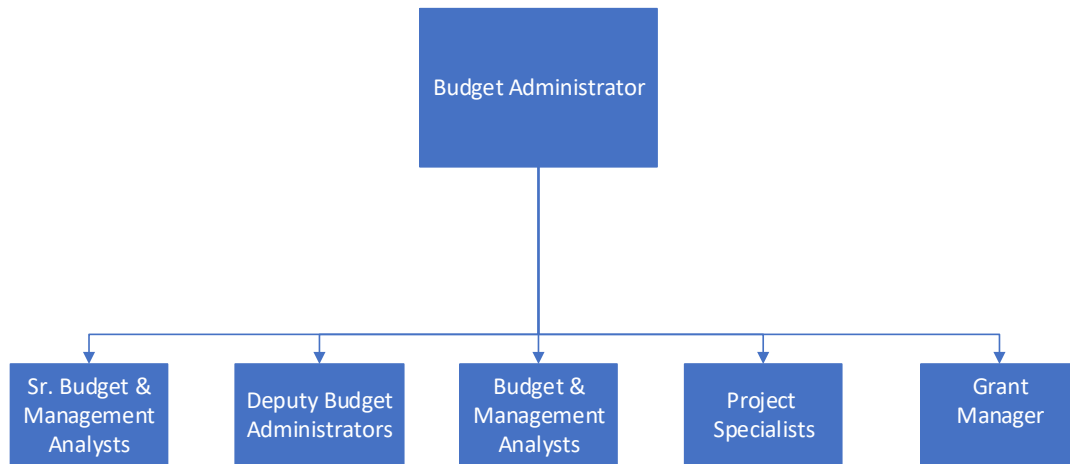 Budget Administrator
Sr. Budget &
Management
Analysts
Deputy Budget
Administrators
Budget &
Management
Analysts
Project
Specialists
Grant
Manager